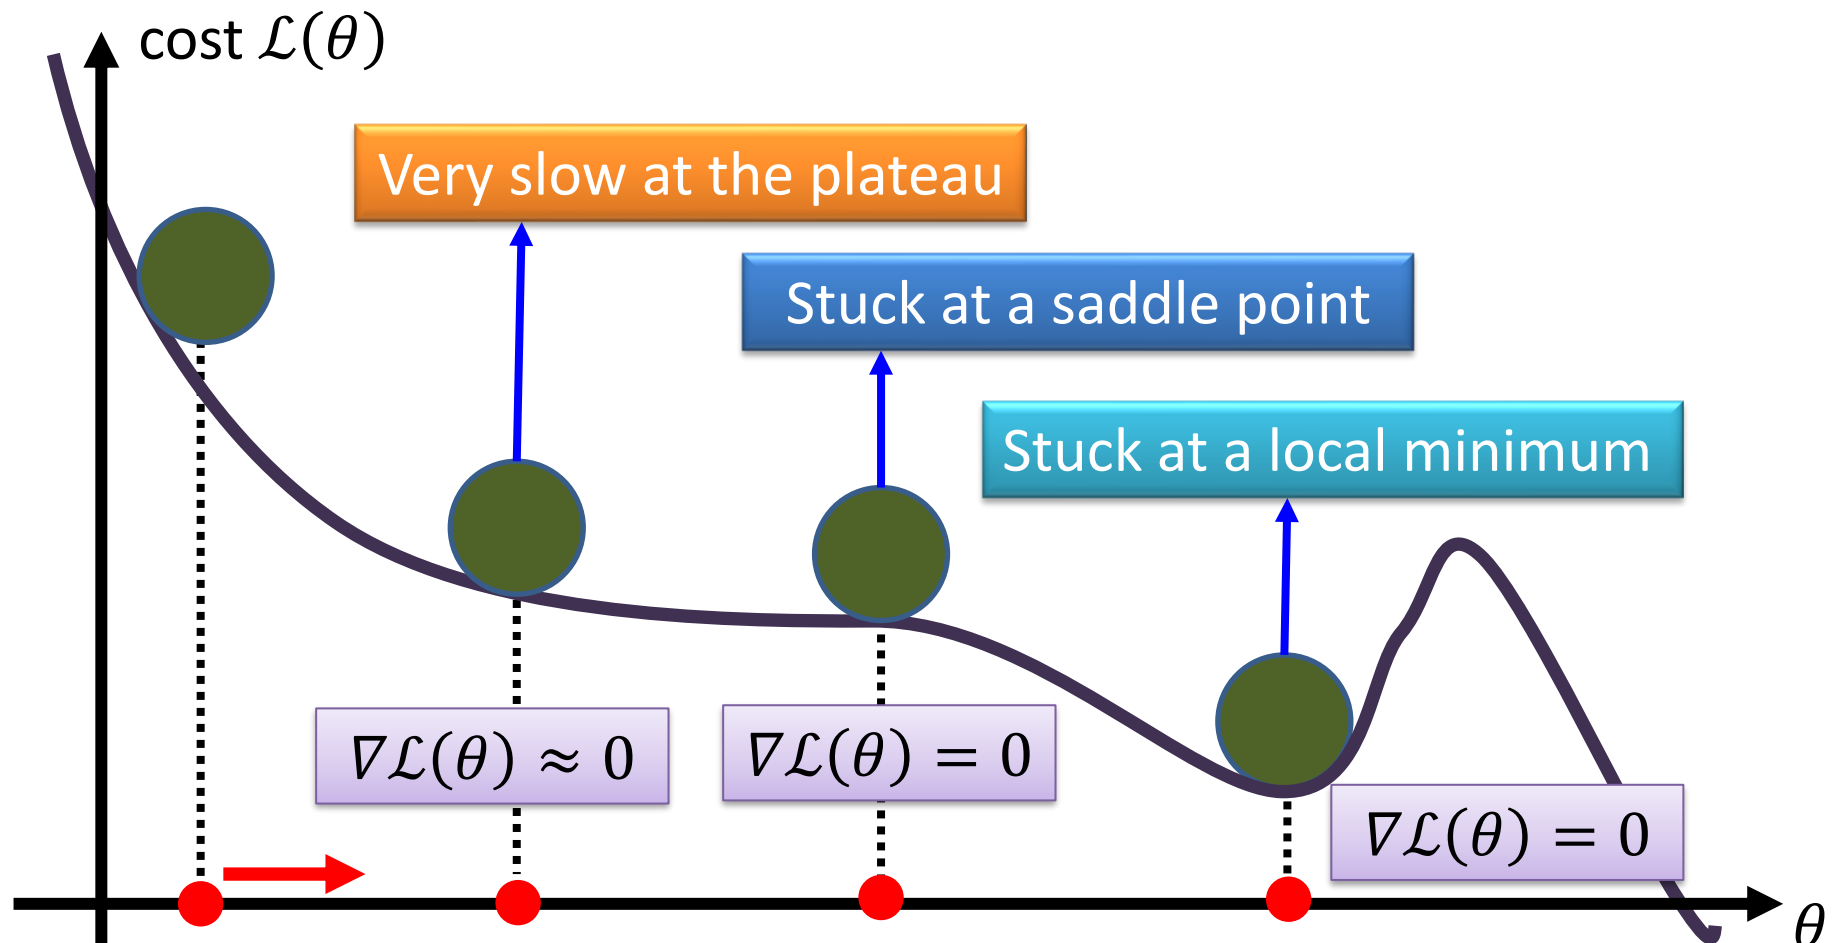 cost ℒ(θ)
Very slow at the plateau
Stuck at a saddle point
Stuck at a local minimum
∇ℒ(θ) ≈ 0
∇ℒ(θ) = 0
∇ℒ(θ) = 0
θ